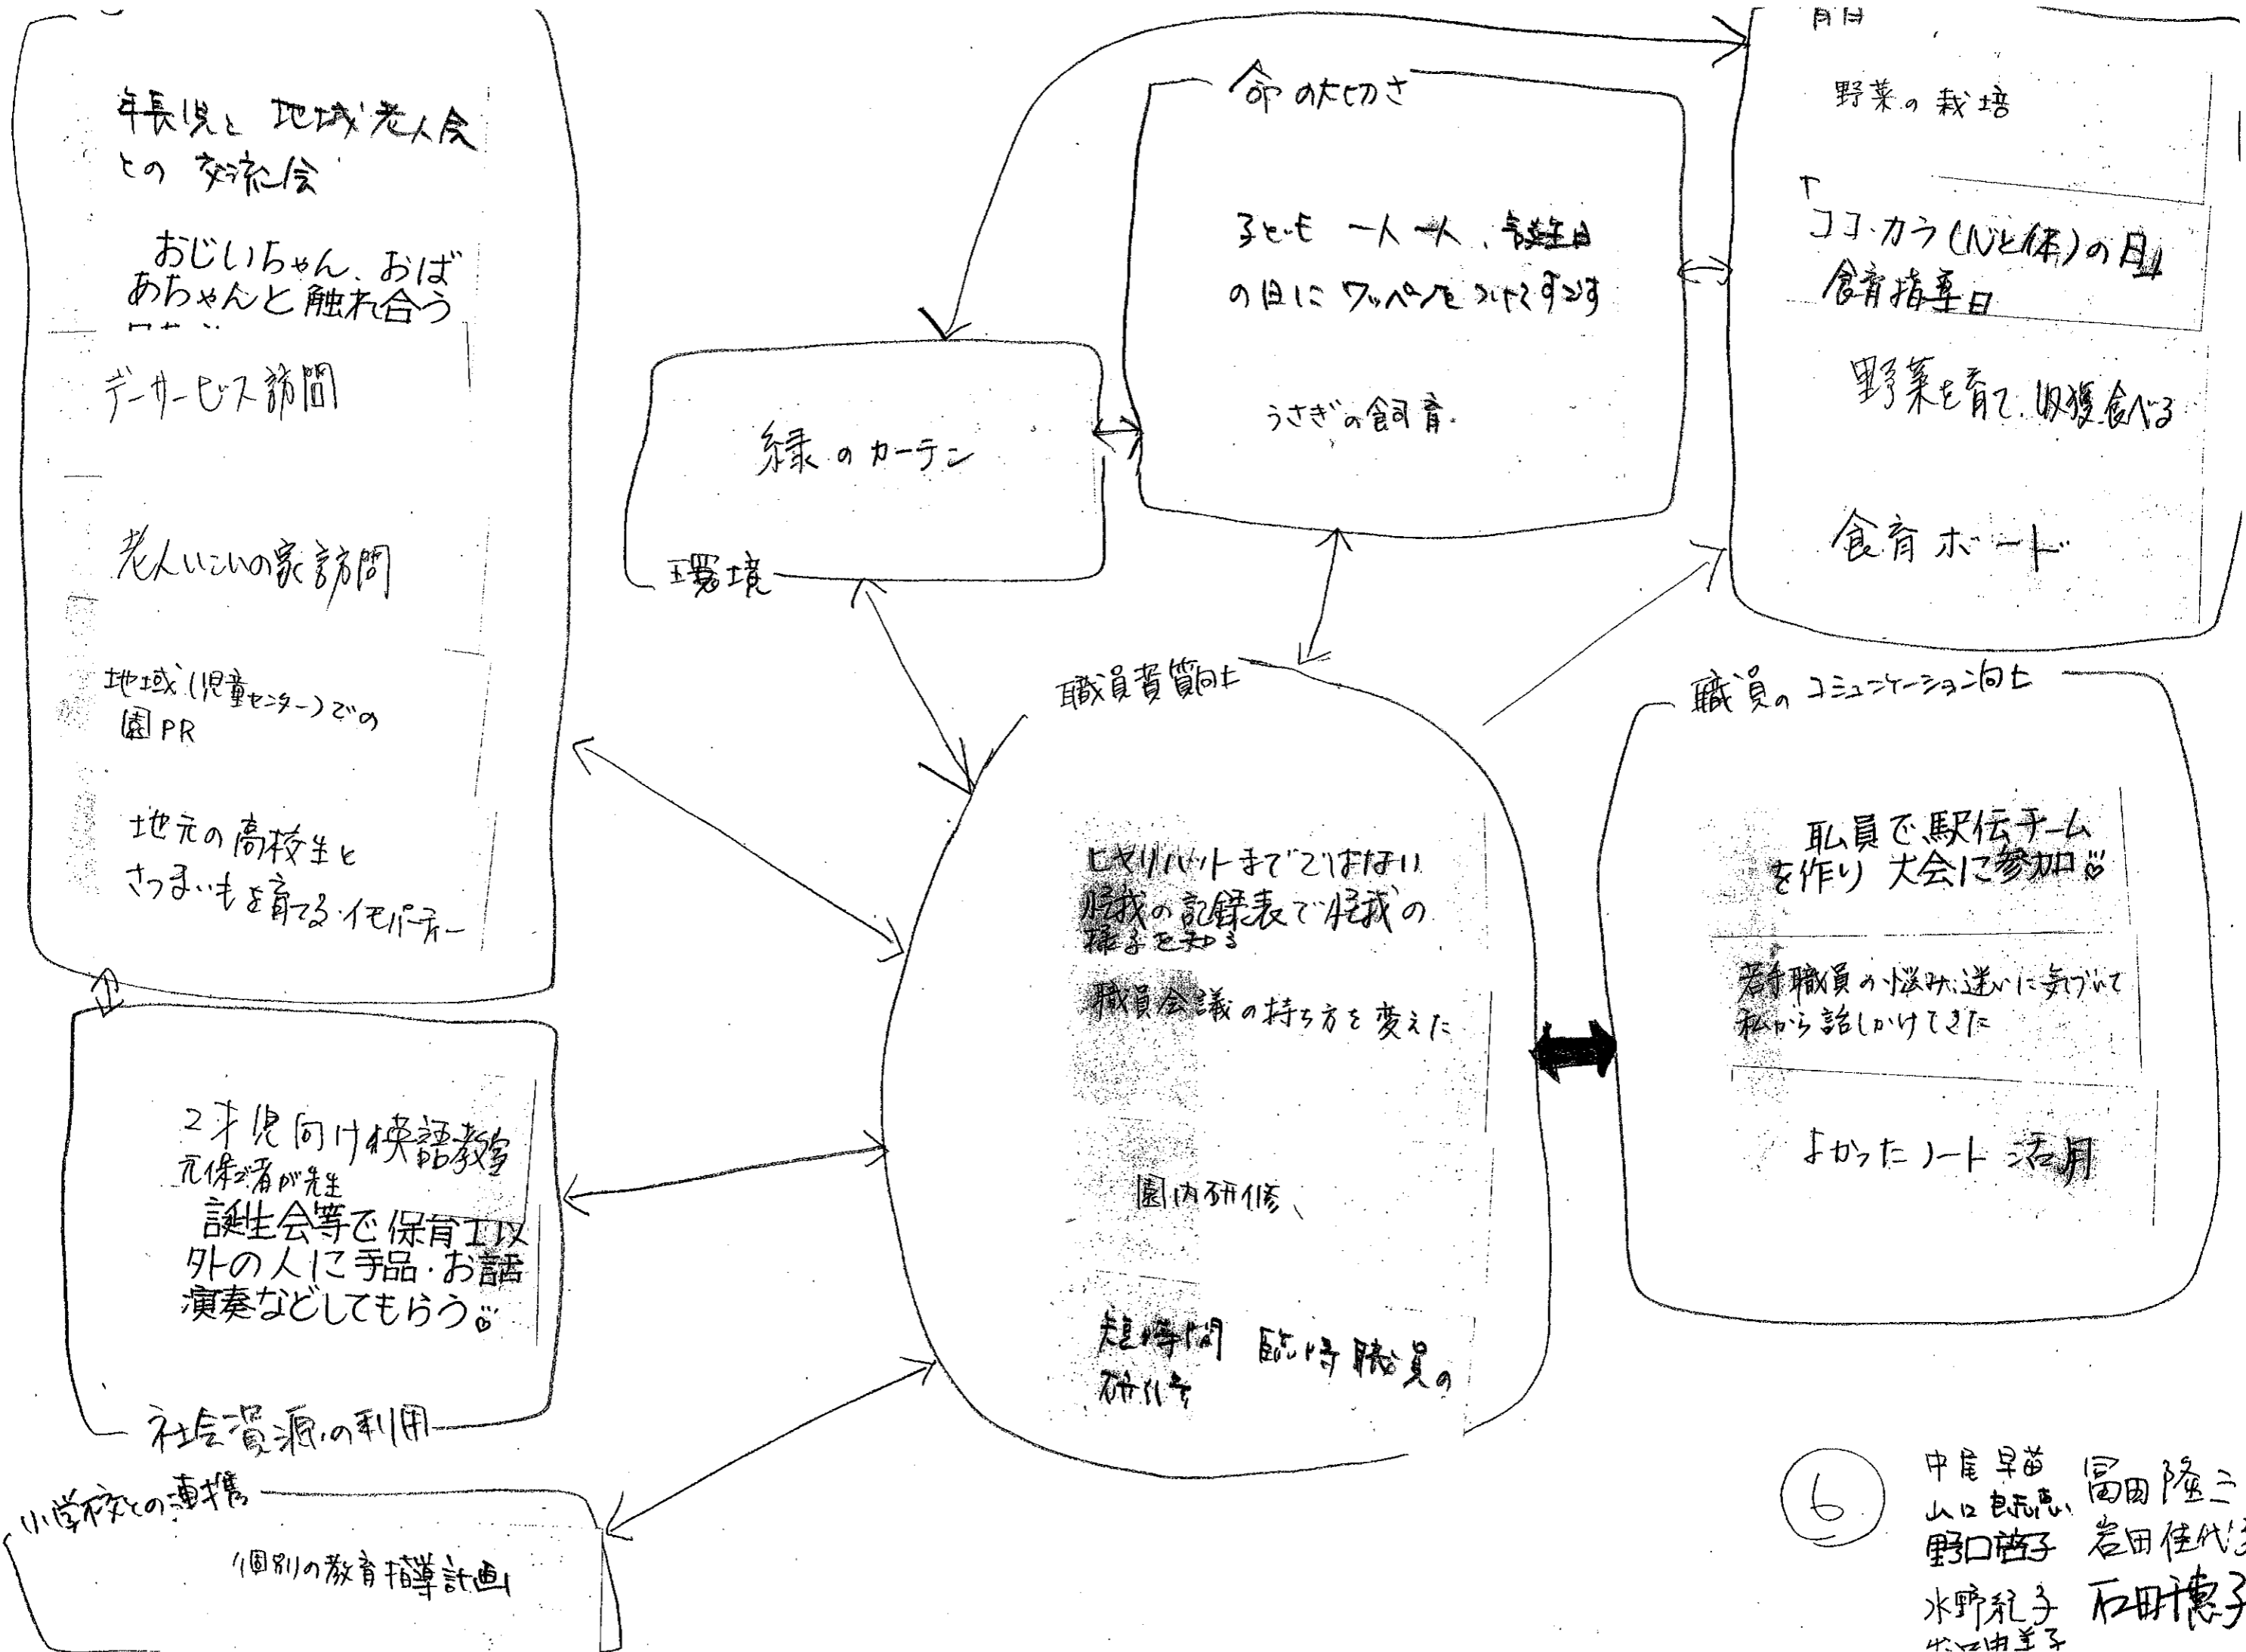 年長児と 地域老人会
との 交流会
おじいちゃん、おば
あちゃんと触れ合う
デーサービス訪問
老人いこいの家訪問
地域(児童センター)での
園PR
地元の高校生と
さつまいもを育てる・イモパーティー
2才児向け英語教室
元保護者が先生
誕生会等で保育士以
外の人に手品・お話
演奏などしてもらう
社会資源の利用
小学校との連携
個別の教育指導計画
緑のカーテン
環境
命の大切さ
子ども 一人一人、誕生日
の日にワッペンをつけてすごす
うさぎの飼育
野菜の栽培
「ココ・カラ(心と体)の日」
食育指導日
野菜を育て、収穫、食べる
食育ボード
職員資質向上
ヒヤリハットまでではない
怪我の記録表で怪我の
様子を知る
職員会議の持ち方を変えた
園内研修、
短時間 臨時職員の
研修
職員のコミュニケーション向上
職員で、駅伝チーム
を作り 大会に参加
若手職員の悩み、迷いに気づいて
私から話しかけてきた
よかったノート 活用
6
中尾 早苗
冨田 隆
山口
岩田佳代子
野口
水野紀子
石田千恵子